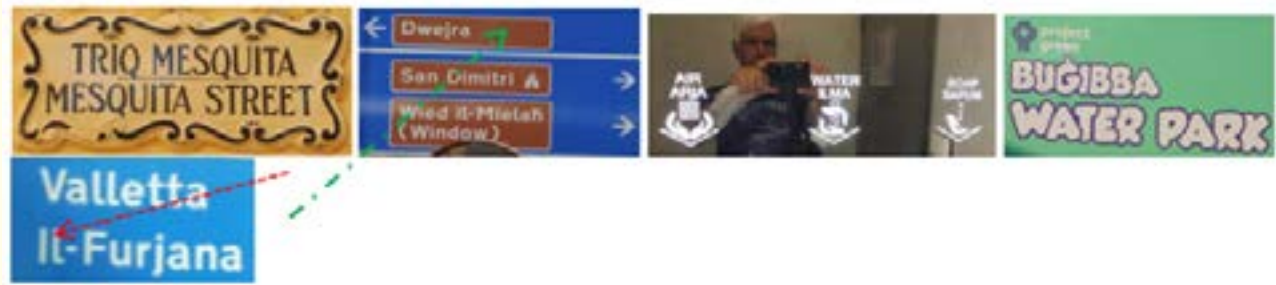 TRIQ MESQUITA
MESQUITA STREET
Dwejra
San Dimitri
Wied il-Mielaħ
(Window)
AIR
ARJA
WATER
ILMA
SOAP
SAPUN
project
green
BUĠIBBA
WATER PARK
Valletta
Il-Furjana